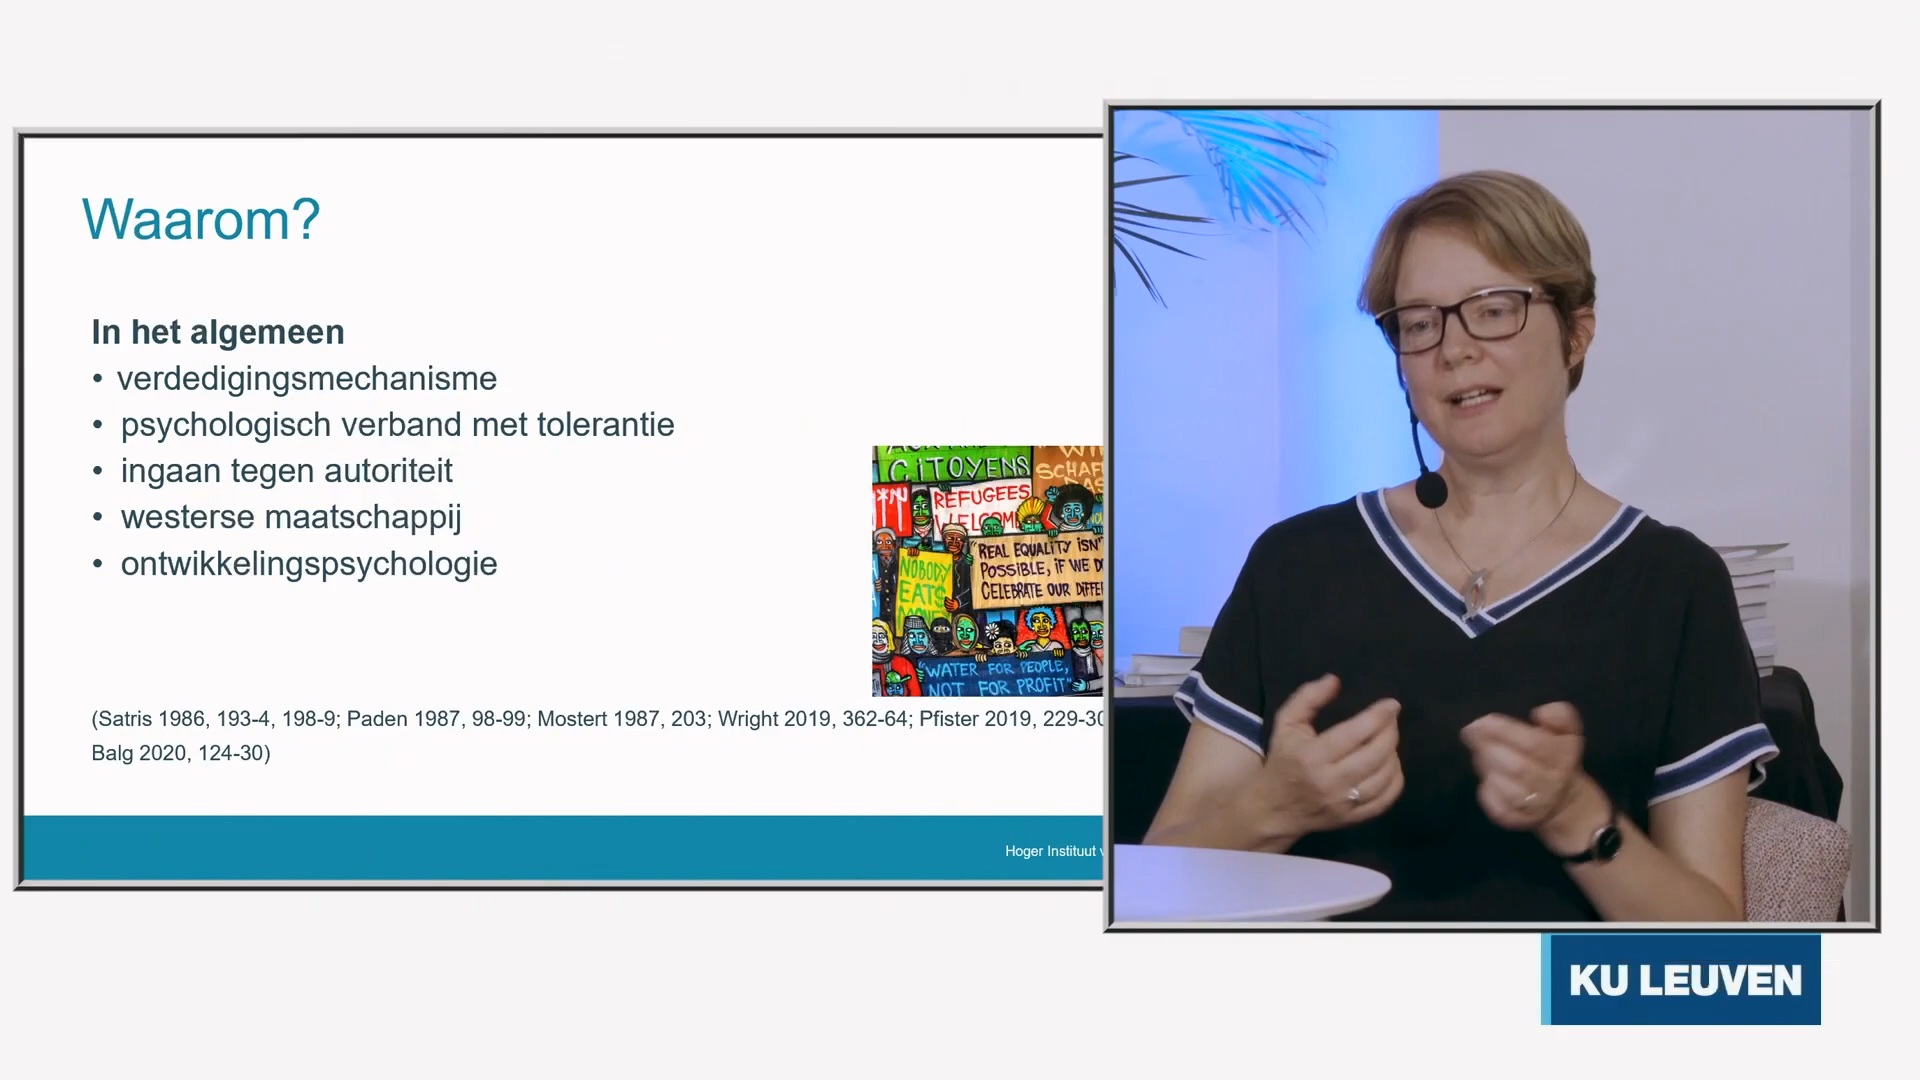 Waarom?
In het algemeen
• verdedigingsmechanisme
• psychologisch verband met tolerantie
• ingaan tegen autoriteit
• westerse maatschappij
• ontwikkelingspsychologie
CITOYENS
REFUGEES
WELCOME
"REAL EQUALITY ISN'T
POSSIBLE, IF WE
CELEBRATE OUR
NOBODY
EATS
MONEY
"WATER FOR PEOPLE,
NOT FOR PROFIT"
(Satris 1986, 193-4, 198-9; Paden 1987, 98-99; Mostert 1987, 203; Wright 2019, 362-64; Pfister 2019, 229-30
Balg 2020, 124-30)
Hoger Instituut
KU LEUVEN